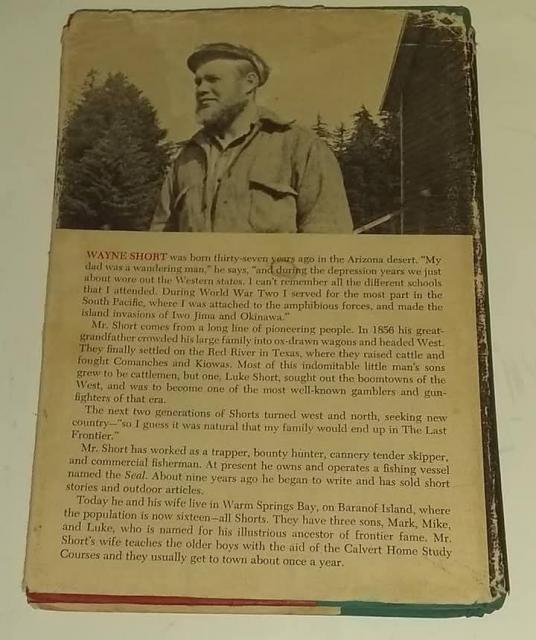 WAYNE SHORT was born thirty-seven years ago in the Arizona desert. "My
dad was a wandering man," he says, "and during the depression years we just
about wore out the Western states. I can't remember all the different schools
that I attended. During World War Two I served for the most part in the
South Pacific, where I was attached to the amphibious forces, and made the
island invasions of Iwo Jima and Okinawa."
Mr. Short comes from a long line of pioneering people. In 1856 his great-
grandfather crowded his large family into ox-drawn wagons and headed West.
They finally settled on the Red River in Texas, where they raised cattle and
fought Comanches and Kiowas. Most of this indomitable little man's sons
grew to be cattlemen, but one, Luke Short, sought out the boomtowns of the
West, and was to become one of the most well-known gamblers and gun-
fighters of that era.
The next two generations of Shorts turned west and north, seeking new
country—"so I guess it was natural that my family would end up in The Last
Frontier."
Mr. Short has worked as a trapper, bounty hunter, cannery tender skipper,
and commercial fisherman. At present he owns and operates a fishing vessel
named the Seal. About nine years ago he began to write and has sold short
stories and outdoor articles.
Today he and his wife live in Warm Springs Bay, on Baranof Island, where
the population is now sixteen—all Shorts. They have three sons, Mark, Mike,
and Luke, who is named for his illustrious ancestor of frontier fame. Mr.
Short's wife teaches the older boys with the aid of the Calvert Home Study
Courses and they usually get to town about once a year.